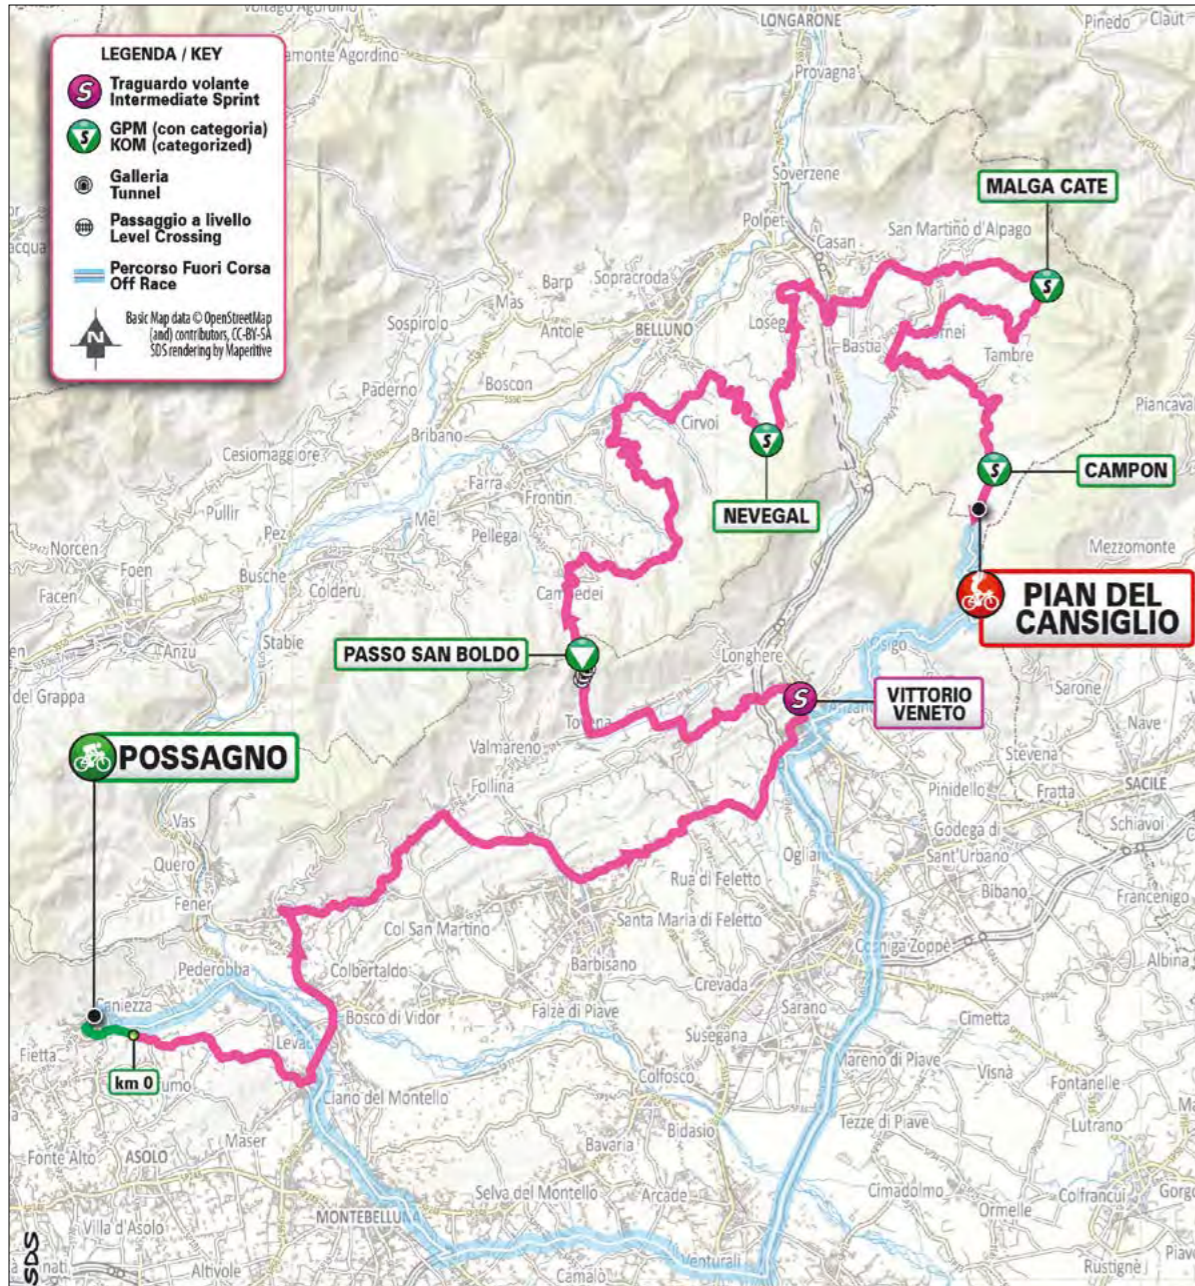 LEGENDA / KEY
Traguardo volante
Intermediate Sprint
GPM (con categoria)
KOM (categorized)
Galleria
Tunnel
Passaggio a livello
Level Crossing
Percorso Fuori Corsa
Off Race
Basic Map data © OpenStreetMap
(and) contributors, CC-BY-SA
SDS rendering by Maperitive
N
Voltago Agordino
LONGARONE
Pinedo
Claut
Provagna
Soverzene
MALGA CATE
Polpet
Casan
San Martino d'Alpago
Sopracroda
Barp
Mas
Sospirolo
Antole
BELLUNO
Bastia
Tambre
Paderno
Boscon
Cirvoi
Piancava
Bribano
Cesiomaggiore
Farra
Frontin
NEVEGAL
CAMPON
Pullir
Mel
Pez
Pellegai
Norcen
Foen
Mezzomonte
Busche
Facen
Colderù
PIAN DEL
CANSIGLIO
Anzù
Stabie
PASSO SAN BOLDO
Longhere
del Grappa
S
VITTORIO
VENETO
Sarone
Nave
POSSAGNO
Valmareno
Stevena
Follina
Pinidello
Fratta
SACILE
Vas
Schiavoi
Godega di
Sant'Urbano
Quero
Rua di Feletto
Bibano
Francenigo
Fener
Santa Maria di Feletto
Col San Martino
Pederobba
Colbertaldo
Barbisano
Crevada
Albina
Sarano
Bosco di Vidor
Falzè di Piave
Susegana
Cimetta
Fietta
Mareno di Piave
km 0
Visnà
Colfosco
Fontanelle
Ciano del Montello
Tezze di Piave
Lutrano
Maser
Bidasio
Bavaria
Fonte Alto
ASOLO
Cimadolmo
Selva del Montello
Arcade
Colfrancui
Ormelle
MONTEBELLUNA
Villa d'Asolo
Venturali
Altivole
Camalò
Rustignè
SDS